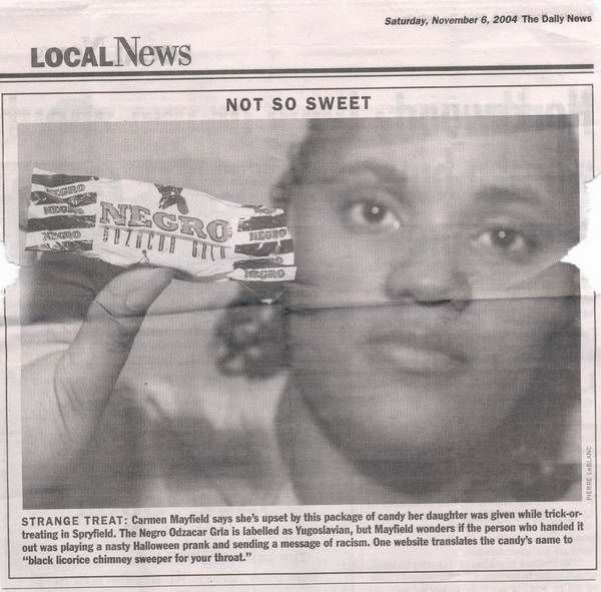 Saturday, November 6, 2004 The Daily News
LOCAL News
NOT SO SWEET
NEGRO
NEGRO
NEGRO
NEGRO
NEGRO
NEGRO
STRANGE TREAT: Carmen Mayfield says she's upset by this package of candy her daughter was given while trick-or-
treating in Spryfield. The Negro Odzacar Grla is labelled as Yugoslavian, but Mayfield wonders if the person who handed it
out was playing a nasty Halloween prank and sending a message of racism. One website translates the candy's name to
"black licorice chimney sweeper for your throat."
PIERRE LeBLANC